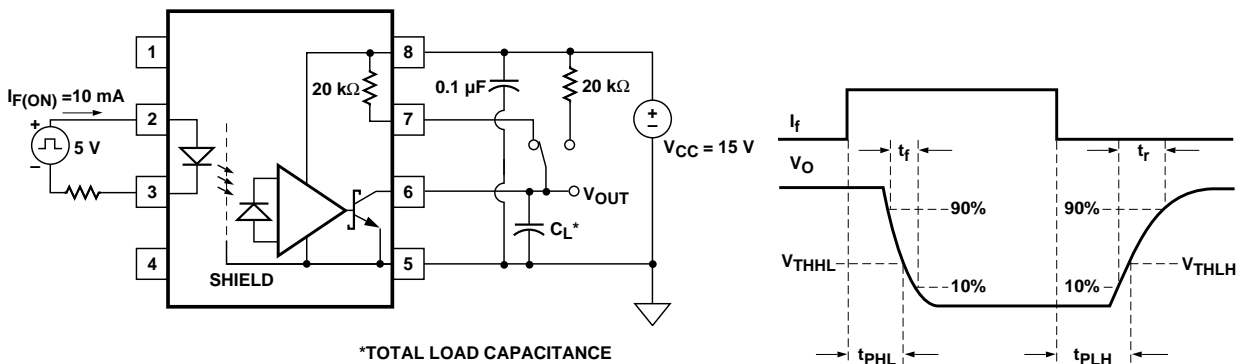 1
8
I_F(ON) =10 mA
20 kΩ
0.1 µF
20 kΩ
2
7
+
5 V
–
+
–
V_CC = 15 V
3
6
V_OUT
C_L*
4
5
SHIELD
*TOTAL LOAD CAPACITANCE
I_f
V_O
t_f
t_r
90%
90%
V_THHL
V_THLH
10%
10%
t_PHL
t_PLH